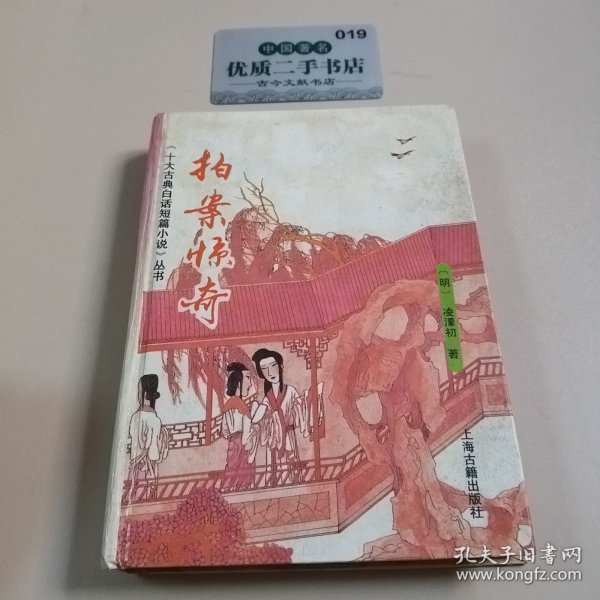 019
中国著名
优质二手书店
古今文献书店
《十大古典白话短篇小说》丛书
拍案惊奇
〔明〕凌濛初 著
上海古籍出版社
孔夫子旧书网
www.kongfz.com